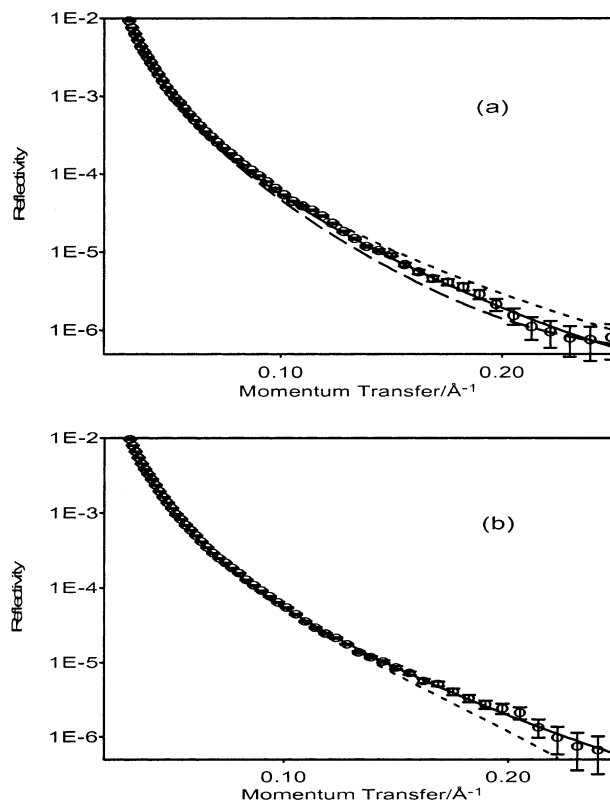 1E-2
(a)
1E-3
1E-4
Reflectivity
1E-5
1E-6
0.10 0.20
Momentum Transfer/Å-1
1E-2
(b)
1E-3
Reflectivity
1E-4
1E-5
1E-6
0.10 0.20
Momentum Transfer/Å-1